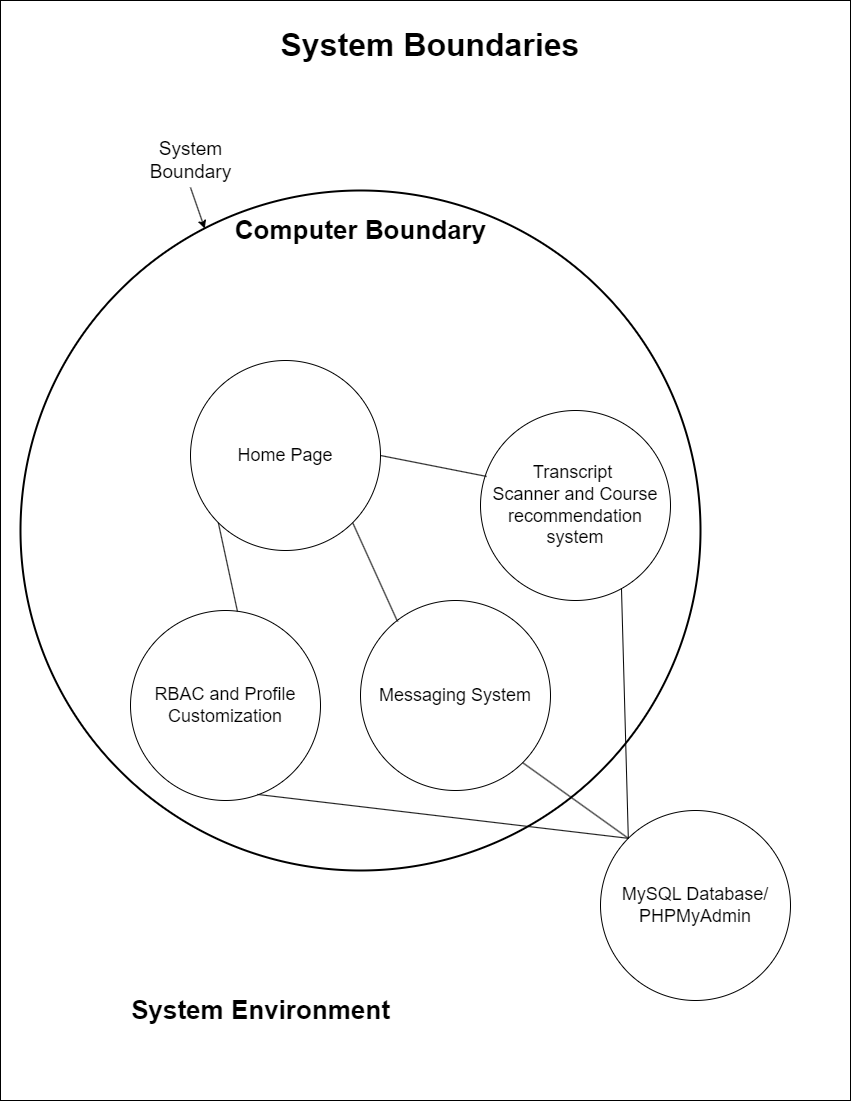 System Boundaries
System
Boundary
Computer Boundary
Home Page
Transcript
Scanner and Course
recommendation
system
RBAC and Profile
Customization
Messaging System
MySQL Database/
PHPMyAdmin
System Environment